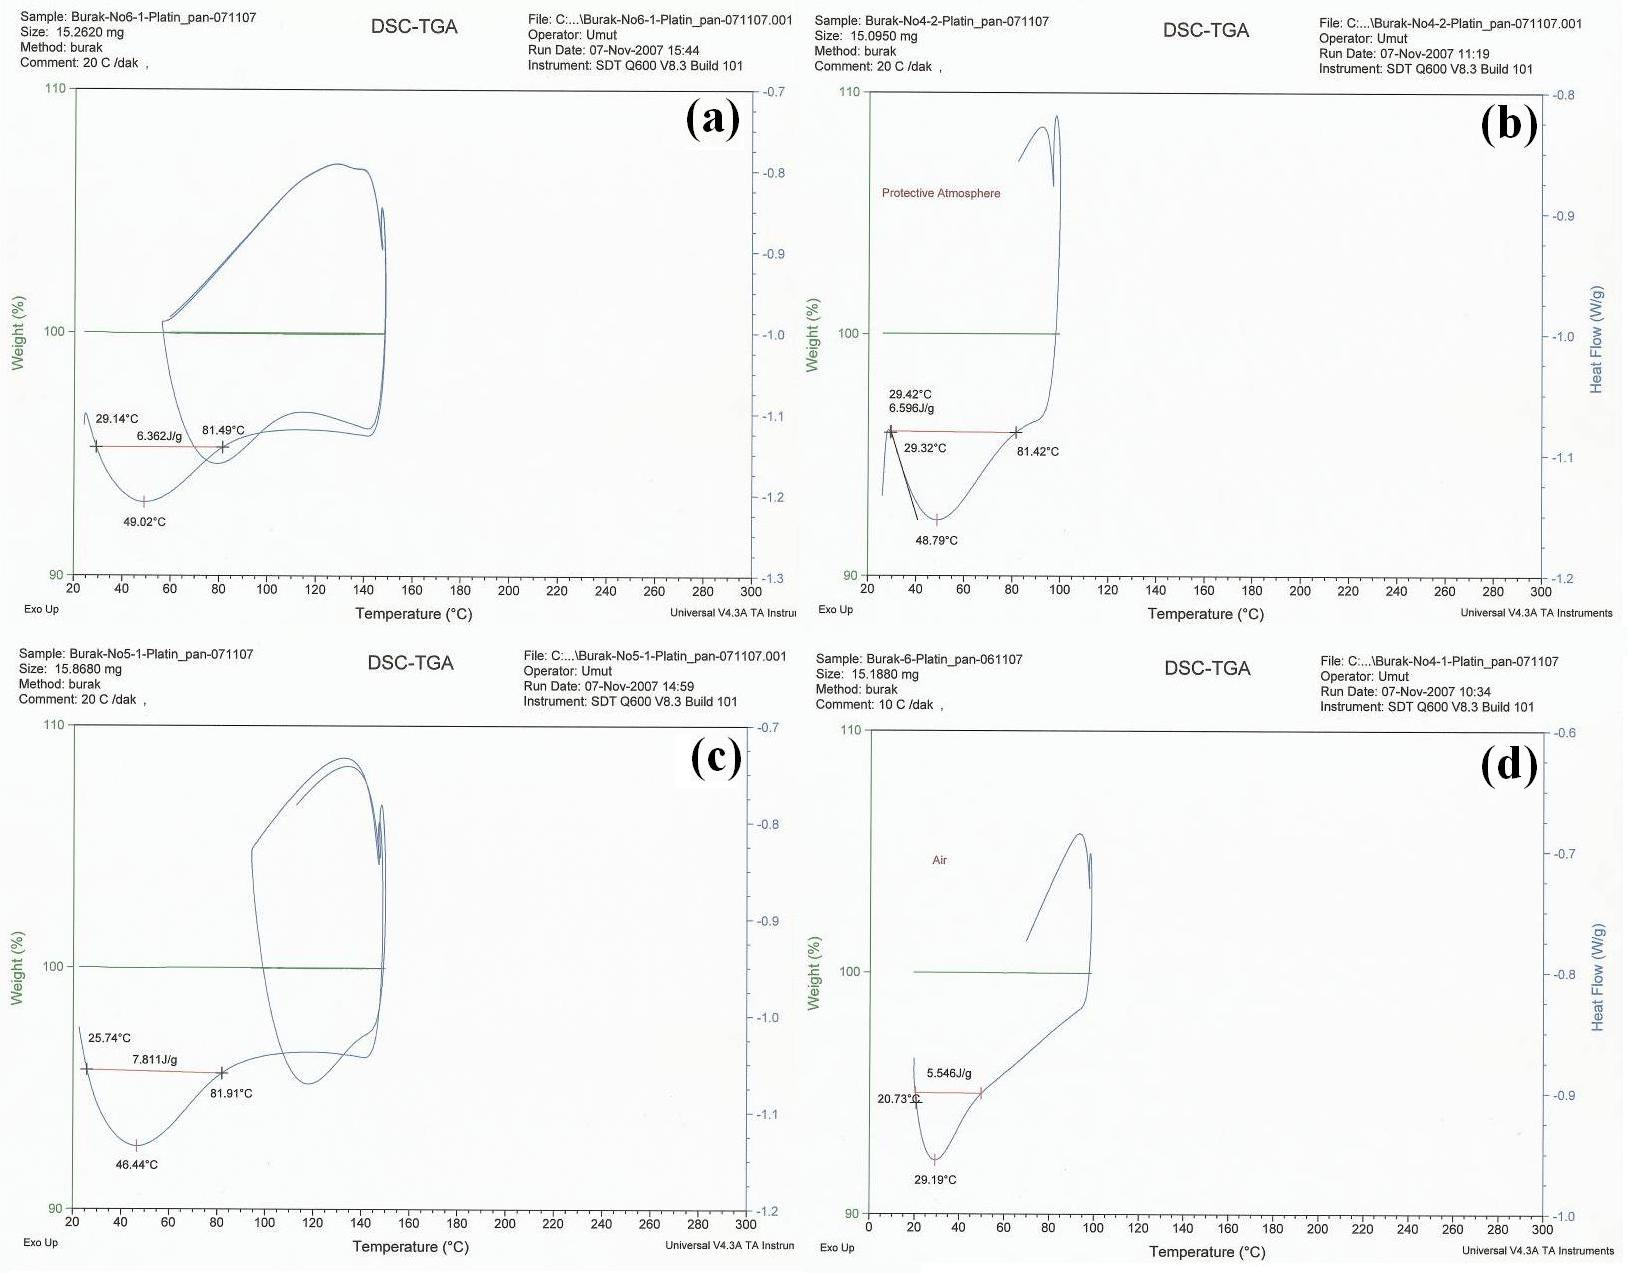 Sample: Burak-No6-1-Platin_pan-071107
Size: 15.2620 mg
Method: burak
Comment: 20 C /dak ,
DSC-TGA
File: C:...\Burak-No6-1-Platin_pan-071107.001
Operator: Umut
Run Date: 07-Nov-2007 15:44
Instrument: SDT Q600 V8.3 Build 101
(a)
110
100
90
Weight (%)
-0.7
-0.8
-0.9
-1.0
-1.1
-1.2
-1.3
29.14°C
6.362J/g
81.49°C
49.02°C
20 40 60 80 100 120 140 160 180 200 220 240 260 280 300
Exo Up
Temperature (°C)
Universal V4.3A TA Instrur
Sample: Burak-No4-2-Platin_pan-071107
Size: 15.0950 mg
Method: burak
Comment: 20 C /dak ,
DSC-TGA
File: C:...\Burak-No4-2-Platin_pan-071107.001
Operator: Umut
Run Date: 07-Nov-2007 11:19
Instrument: SDT Q600 V8.3 Build 101
(b)
110
100
90
Weight (%)
Protective Atmosphere
-0.8
-0.9
-1.0
-1.1
-1.2
Heat Flow (W/g)
29.42°C
6.596J/g
29.32°C
81.42°C
48.79°C
20 40 60 80 100 120 140 160 180 200 220 240 260 280 300
Exo Up
Temperature (°C)
Universal V4.3A TA Instruments
Sample: Burak-No5-1-Platin_pan-071107
Size: 15.8680 mg
Method: burak
Comment: 20 C /dak ,
DSC-TGA
File: C:...\Burak-No5-1-Platin_pan-071107.001
Operator: Umut
Run Date: 07-Nov-2007 14:59
Instrument: SDT Q600 V8.3 Build 101
(c)
110
100
90
Weight (%)
-0.7
-0.8
-0.9
-1.0
-1.1
-1.2
25.74°C
7.811J/g
81.91°C
46.44°C
20 40 60 80 100 120 140 160 180 200 220 240 260 280 300
Exo Up
Temperature (°C)
Universal V4.3A TA Instrun
Sample: Burak-6-Platin_pan-061107
Size: 15.1880 mg
Method: burak
Comment: 10 C /dak ,
DSC-TGA
File: C:...\Burak-No4-1-Platin_pan-071107
Operator: Umut
Run Date: 07-Nov-2007 10:34
Instrument: SDT Q600 V8.3 Build 101
(d)
110
100
90
Weight (%)
Air
-0.6
-0.7
-0.8
-0.9
-1.0
Heat Flow (W/g)
5.546J/g
20.73°C
29.19°C
0 20 40 60 80 100 120 140 160 180 200 220 240 260 280 300
Exo Up
Temperature (°C)
Universal V4.3A TA Instruments